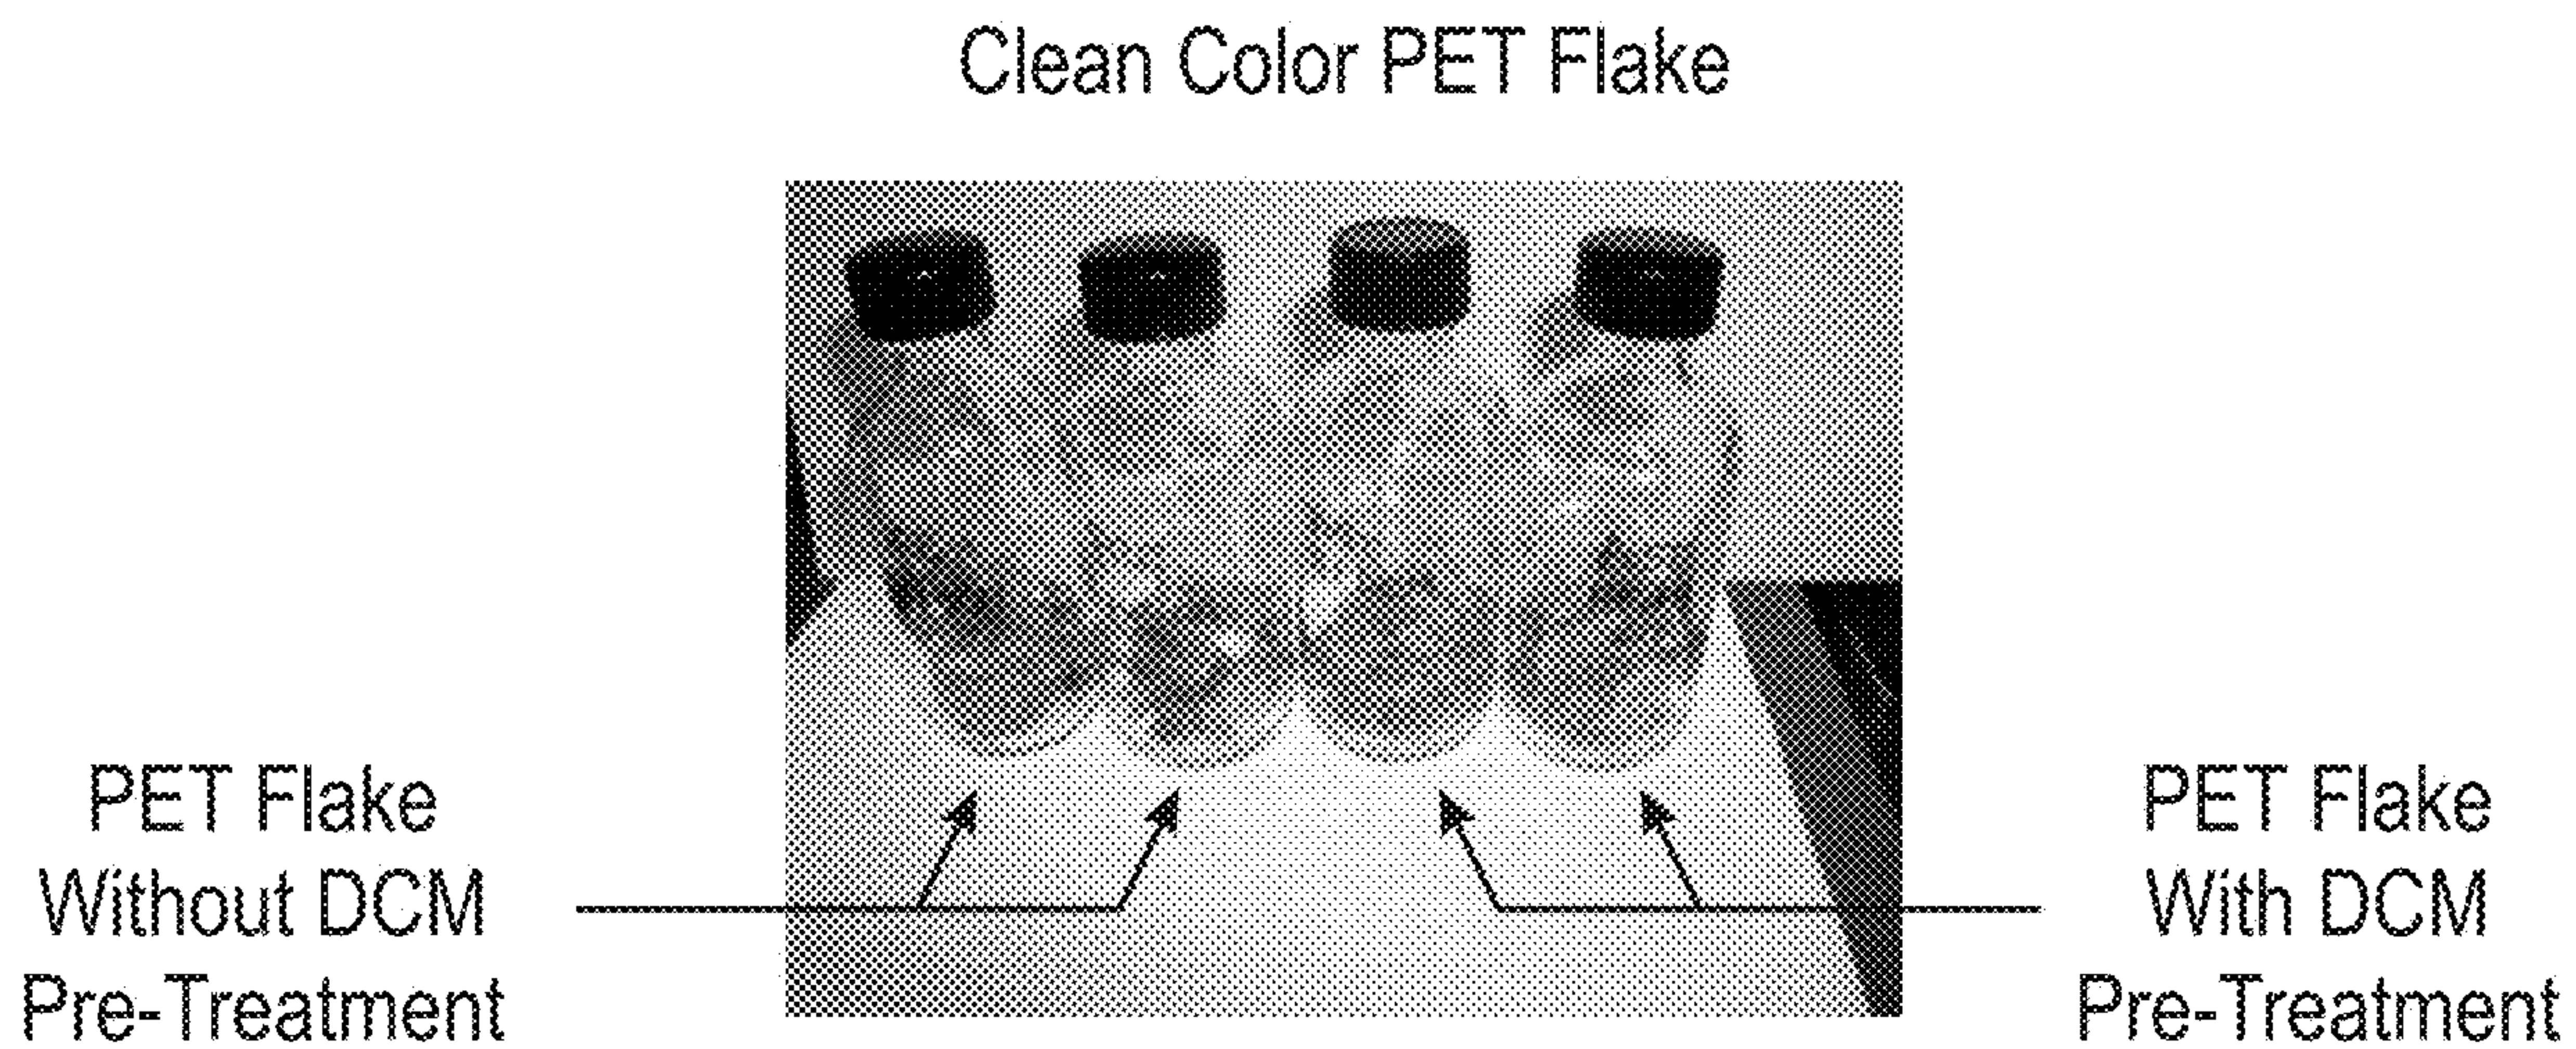 Clean Color PET Flake
PET Flake
Without DCM
Pre-Treatment
PET Flake
With DCM
Pre-Treatment